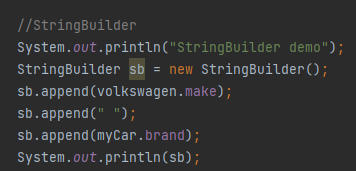 //StringBuilder
System.out.println("StringBuilder demo");
StringBuilder sb = new StringBuilder();
sb.append(volkswagen.make);
sb.append(" ");
sb.append(myCar.brand);
System.out.println(sb);